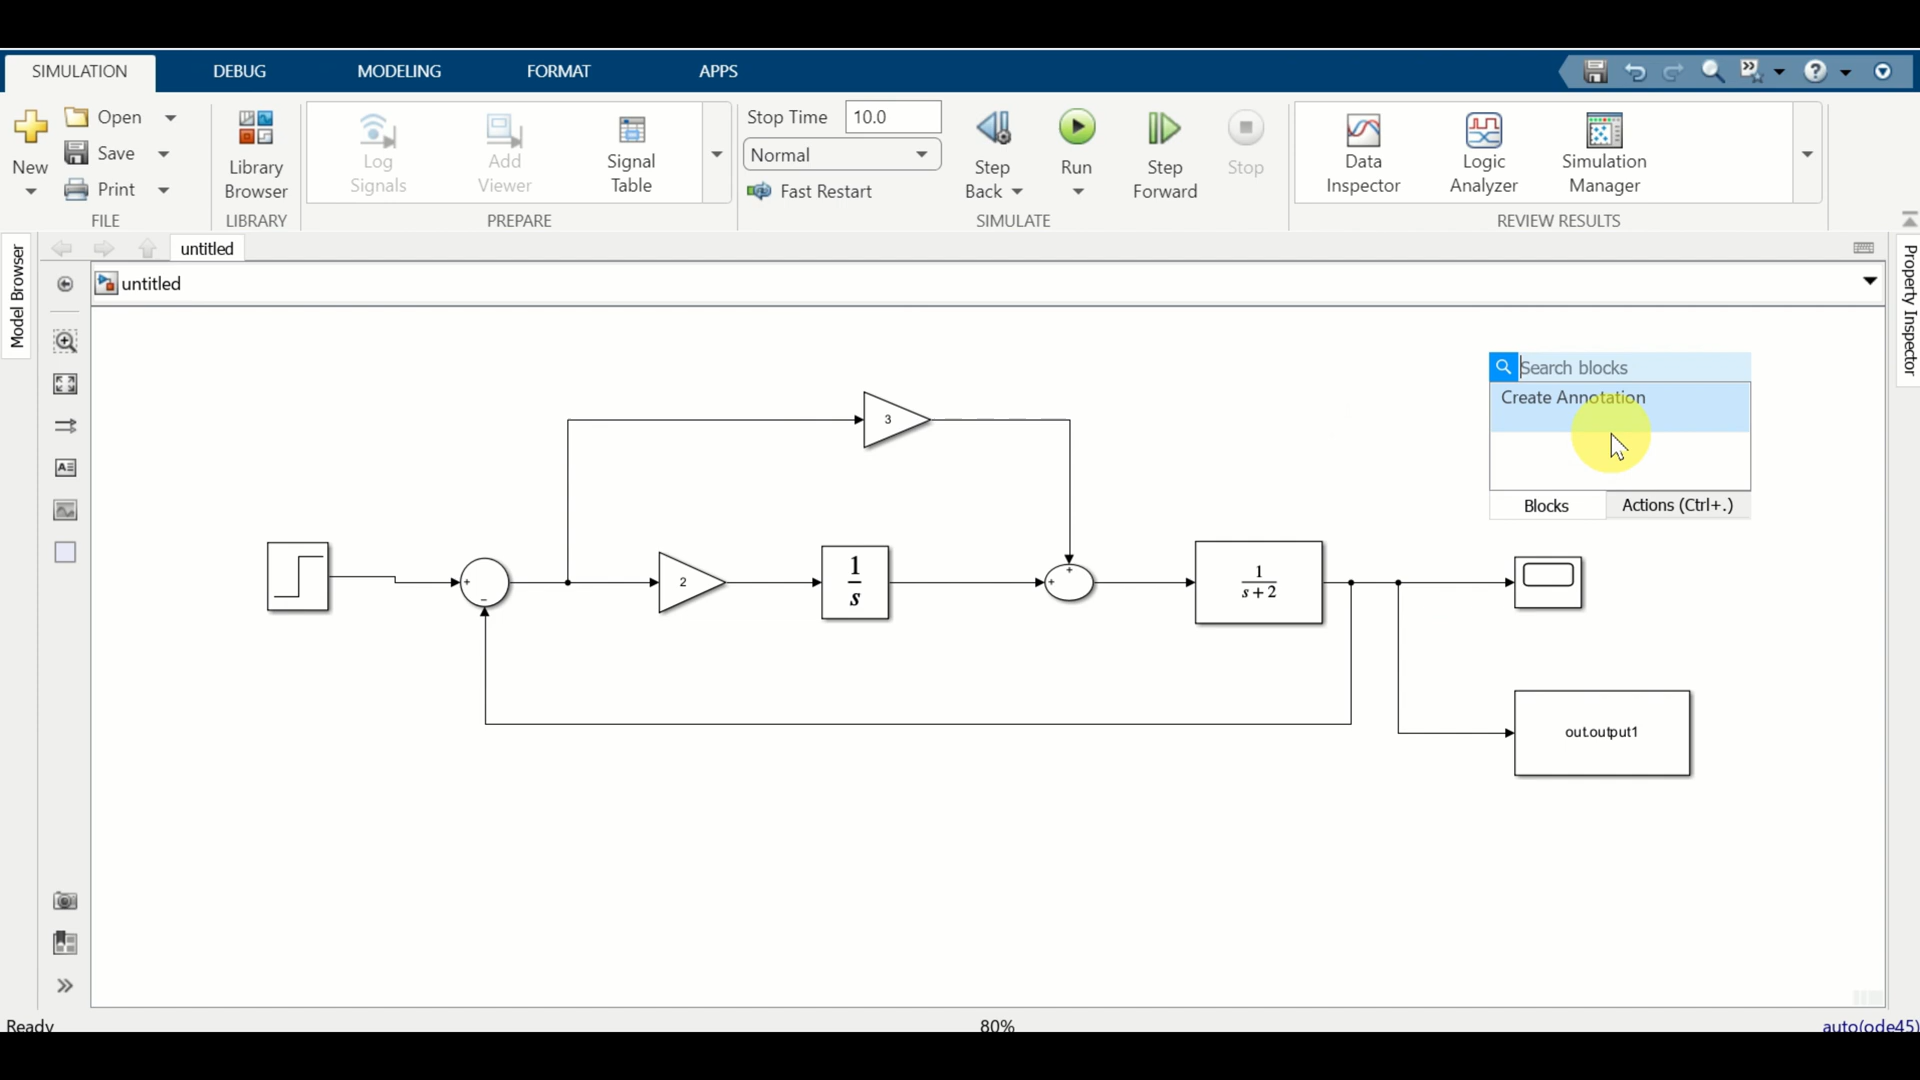 SIMULATION DEBUG MODELING FORMAT APPS
New
Open
Save
Print
FILE
Library
Browser
LIBRARY
Log
Signals
Add
Viewer
Signal
Table
PREPARE
Stop Time 10.0
Normal
Fast Restart
Step
Back
Run
Step
Forward
Stop
SIMULATE
Data
Inspector
Logic
Analyzer
Simulation
Manager
REVIEW RESULTS
Model Browser
untitled
untitled
Property Inspector
Search blocks
Create Annotation
Blocks Actions (Ctrl+.)
3
+
−
2
1
s
+
+
1
s+2
out.output1
Ready 80% auto(ode45)